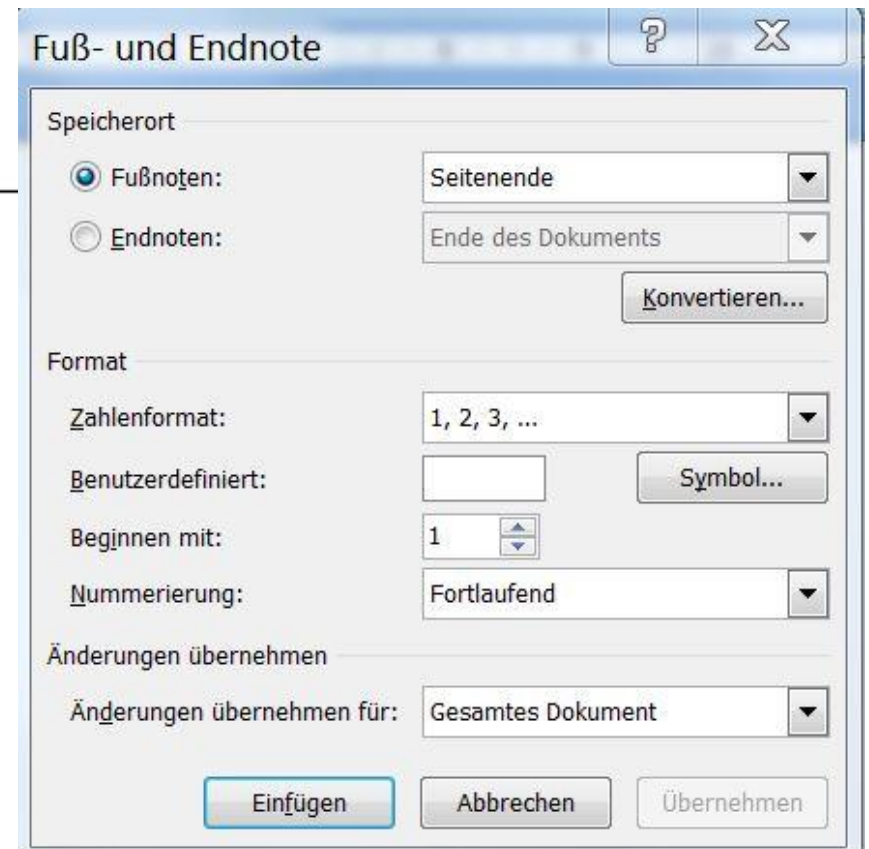 Fuß- und Endnote
Speicherort
Fußnoten: Seitenende
Endnoten: Ende des Dokuments
Konvertieren...
Format
Zahlenformat: 1, 2, 3, ...
Benutzerdefiniert: Symbol...
Beginnen mit: 1
Nummerierung: Fortlaufend
Änderungen übernehmen
Änderungen übernehmen für: Gesamtes Dokument
Einfügen Abbrechen Übernehmen